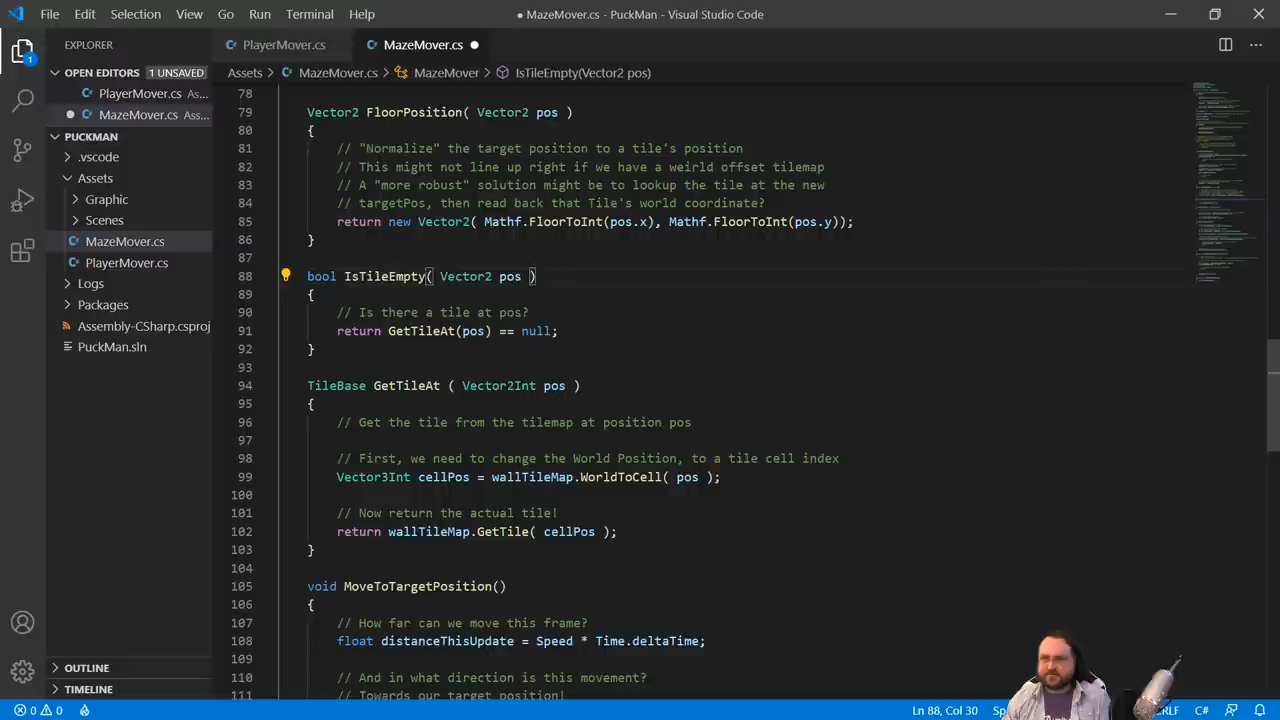 File Edit Selection View Go Run Terminal Help
● MazeMover.cs - PuckMan - Visual Studio Code
EXPLORER
PlayerMover.cs
MazeMover.cs ●
OPEN EDITORS 1 UNSAVED
PlayerMover.cs As...
● MazeMover.cs Ass...
PUCKMAN
.vscode
Assets
Graphic
Scenes
MazeMover.cs
PlayerMover.cs
Logs
Packages
Assembly-CSharp.csproj
PuckMan.sln
OUTLINE
TIMELINE
1
Assets > MazeMover.cs > MazeMover > IsTileEmpty(Vector2 pos)
78
79 Vector2 FloorPosition( Vector2 pos )
80 {
81 // "Normalize" the target position to a tile's position
82 // This might not line up right if we have a weirld offset tilemap
83 // A "more robust" solution might be to lookup the tile at the new
84 // targetPos, then readback that Tile's world coordinate?
85 return new Vector2( Mathf.FloorToInt(pos.x), Mathf.FloorToInt(pos.y));
86 }
87
88 bool IsTileEmpty( Vector2 pos )
89 {
90 // Is there a tile at pos?
91 return GetTileAt(pos) == null;
92 }
93
94 TileBase GetTileAt ( Vector2Int pos )
95 {
96 // Get the tile from the tilemap at position pos
97
98 // First, we need to change the World Position, to a tile cell index
99 Vector3Int cellPos = wallTileMap.WorldToCell( pos );
100
101 // Now return the actual tile!
102 return wallTileMap.GetTile( cellPos );
103 }
104
105 void MoveToTargetPosition()
106 {
107 // How far can we move this frame?
108 float distanceThisUpdate = Speed * Time.deltaTime;
109
110 // And in what direction is this movement?
111 // Towards our target position!
0 0 Ln 88, Col 30 Sp RLF C#